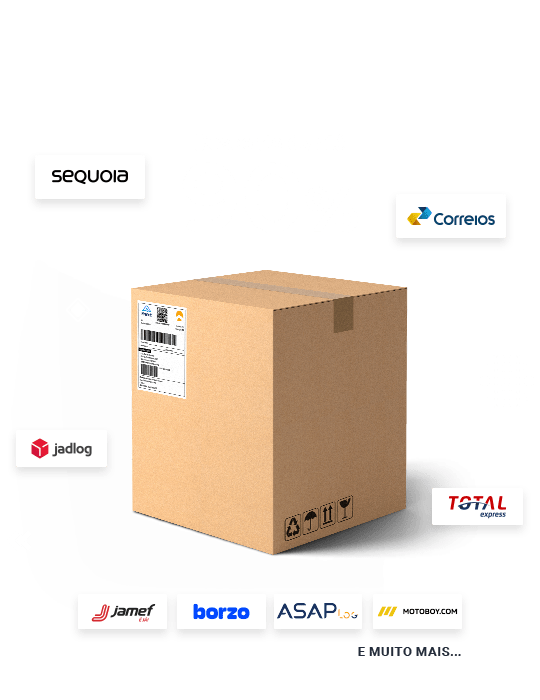 sequoia
Correios
jadlog
TOTAL
express
jamef
borzo
ASAP LOG
MOTOBOY.COM
E MUITO MAIS...